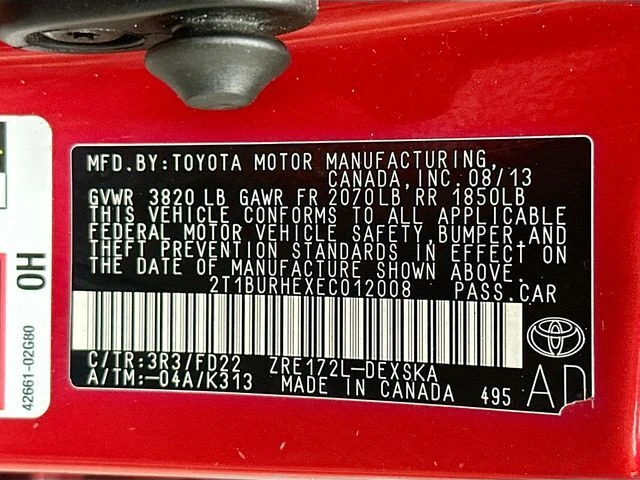 MFD.BY:TOYOTA MOTOR MANUFACTURING,
CANADA,INC.08/13
GVWR 3820 LB GAWR FR 2070LB RR 1850LB
THIS VEHICLE CONFORMS TO ALL APPLICABLE
FEDERAL MOTOR VEHICLE SAFETY,BUMPER,AND
THEFT PREVENTION STANDARDS IN EFFECT ON
THE DATE OF MANUFACTURE SHOWN ABOVE.
2T1BURHEXEC012008 PASS.CAR
C/TR:3R3/FD22 ZRE172L-DEXSKA
A/TM:-04A/K313 MADE IN CANADA 495
AD
OH
42661-02G80